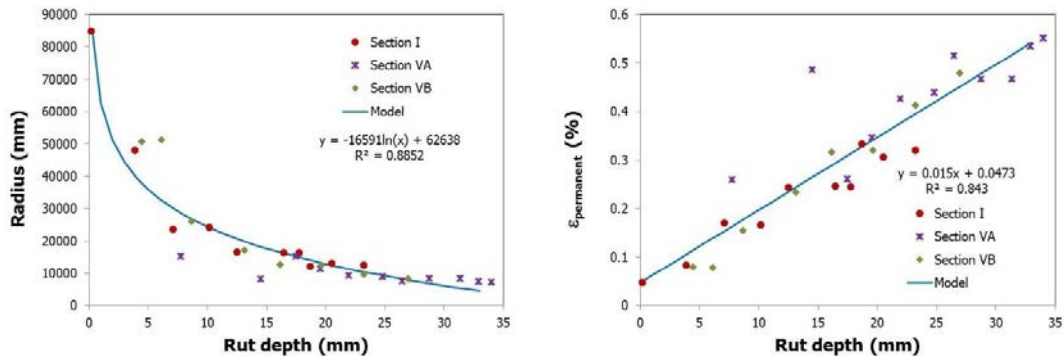 90000
80000
70000
60000
50000
40000
30000
20000
10000
0
Radius (mm)
0 5 10 15 20 25 30 35
Rut depth (mm)
Section I
Section VA
Section VB
Model
y = -16591ln(x) + 62638
R² = 0.8852
0.6
0.5
0.4
0.3
0.2
0.1
0
εpermanent (%)
0 5 10 15 20 25 30 35
Rut depth (mm)
y = 0.015x + 0.0473
R² = 0.843
Section I
Section VA
Section VB
Model